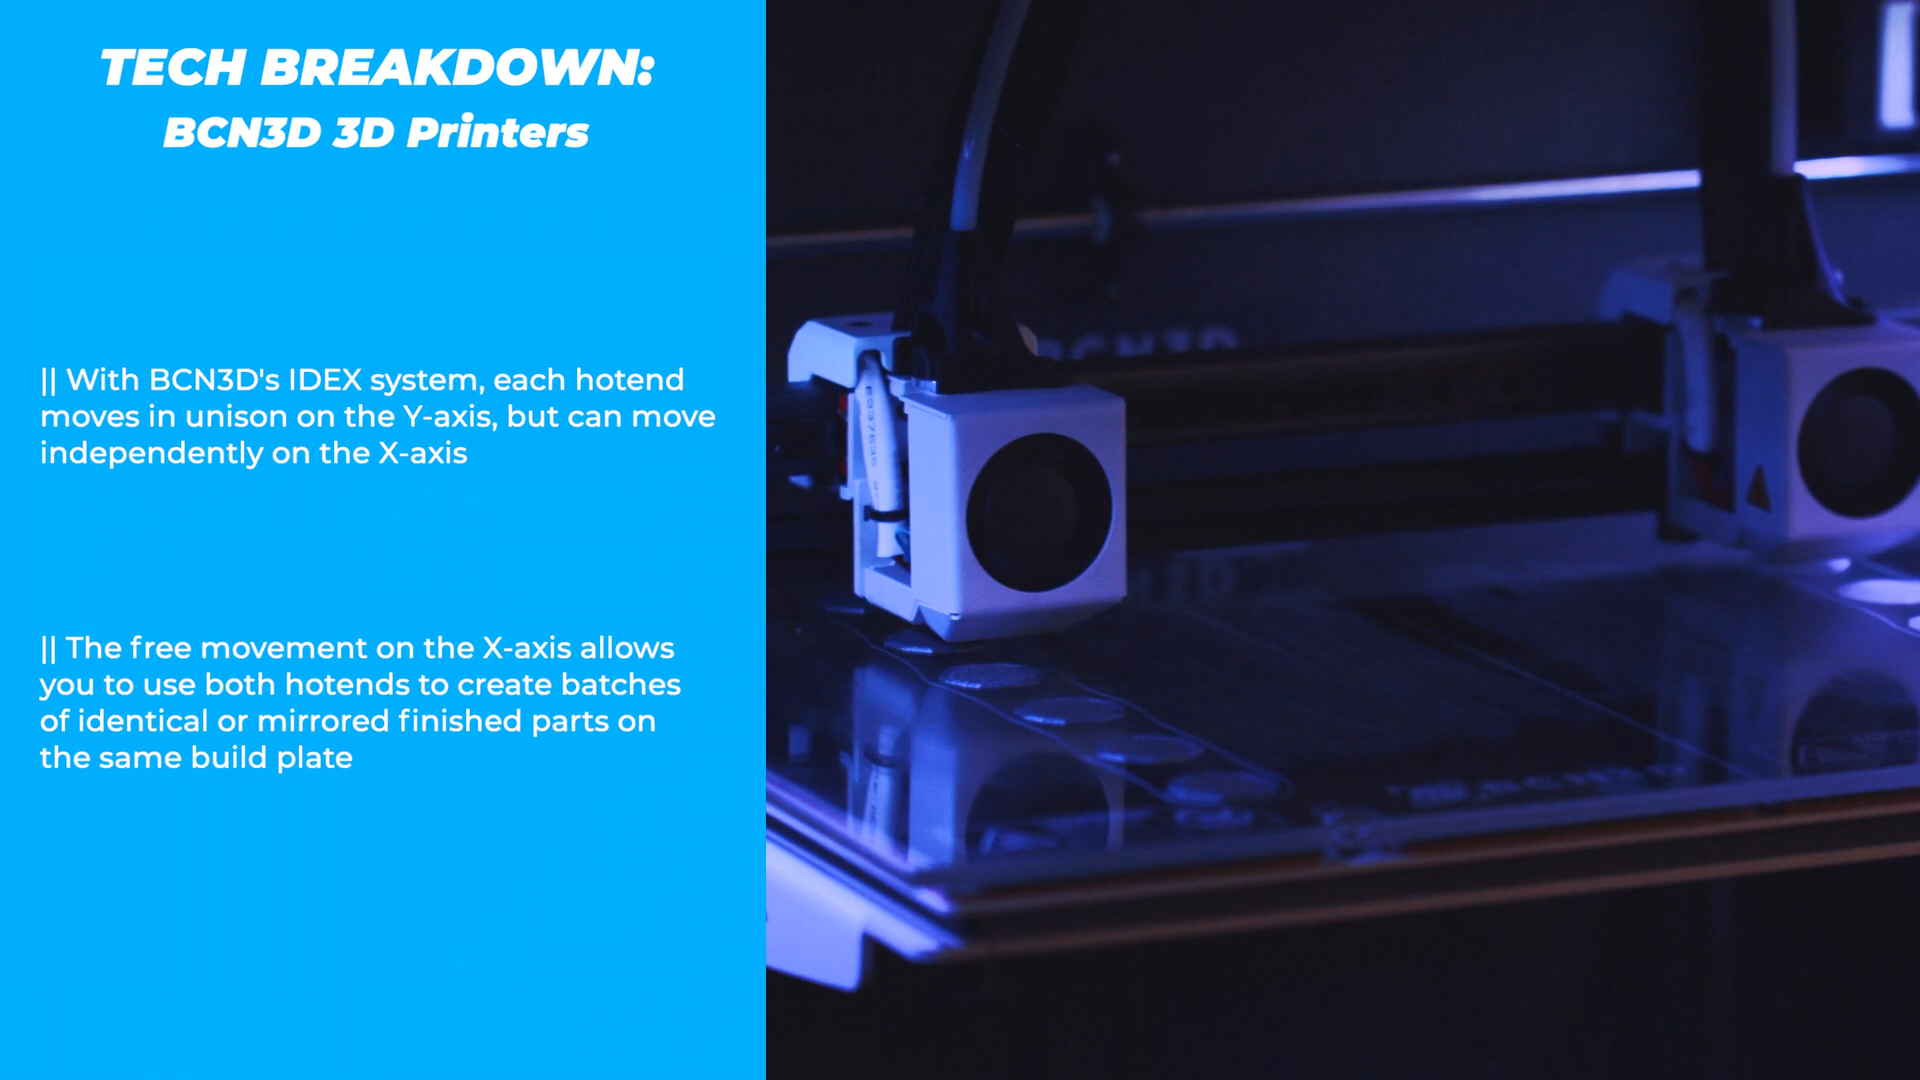 TECH BREAKDOWN:
BCN3D 3D Printers
|| With BCN3D's IDEX system, each hotend
moves in unison on the Y-axis, but can move
independently on the X-axis
|| The free movement on the X-axis allows
you to use both hotends to create batches
of identical or mirrored finished parts on
the same build plate
BCN3D
BCN3D